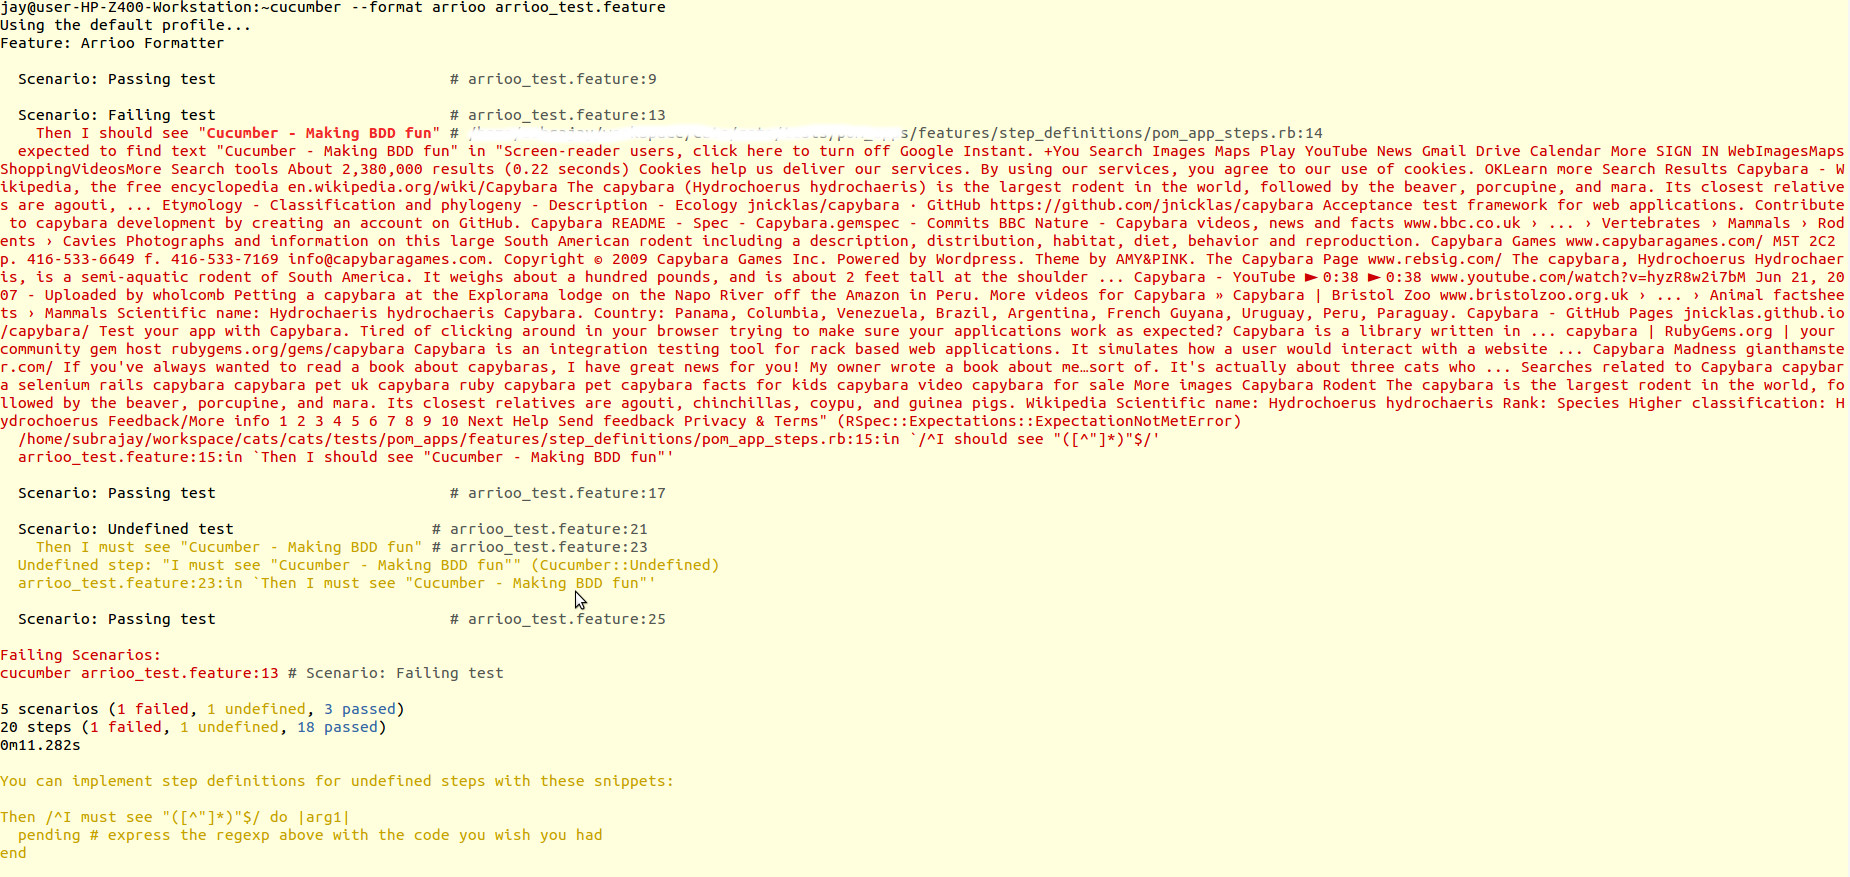 jay@user-HP-Z400-Workstation:~cucumber --format arrioo arrioo_test.feature
Using the default profile...
Feature: Arrioo Formatter
Scenario: Passing test # arrioo_test.feature:9
Scenario: Failing test # arrioo_test.feature:13
Then I should see "Cucumber - Making BDD fun" # /features/step_definitions/pom_app_steps.rb:14
expected to find text "Cucumber - Making BDD fun" in "Screen-reader users, click here to turn off Google Instant. +You Search Images Maps Play YouTube News Gmail Drive Calendar More SIGN IN WebImagesMaps
ShoppingVideosMore Search tools About 2,380,000 results (0.22 seconds) Cookies help us deliver our services. By using our services, you agree to our use of cookies. OKLearn more Search Results Capybara - W
ikipedia, the free encyclopedia en.wikipedia.org/wiki/Capybara The capybara (Hydrochoerus hydrochaeris) is the largest rodent in the world, followed by the beaver, porcupine, and mara. Its closest relative
s are agouti, ... Etymology - Classification and phylogeny - Description - Ecology jnicklas/capybara · GitHub https://github.com/jnicklas/capybara Acceptance test framework for web applications. Contribute
to capybara development by creating an account on GitHub. Capybara README - Spec - Capybara.gemspec - Commits BBC Nature - Capybara videos, news and facts www.bbc.co.uk › ... › Vertebrates › Mammals › Rod
ents › Cavies Photographs and information on this large South American rodent including a description, distribution, habitat, diet, behavior and reproduction. Capybara Games www.capybaragames.com/ M5T 2C2
p. 416-533-6649 f. 416-533-7169 info@capybaragames.com. Copyright © 2009 Capybara Games Inc. Powered by Wordpress. Theme by AMY&PINK. The Capybara Page www.rebsig.com/ The capybara, Hydrochoerus Hydrochaer
is, is a semi-aquatic rodent of South America. It weighs about a hundred pounds, and is about 2 feet tall at the shoulder ... Capybara - YouTube ► 0:38 ► 0:38 www.youtube.com/watch?v=hyzR8w2i7bM Jun 21, 20
07 - Uploaded by wholcomb Petting a capybara at the Explorama lodge on the Napo River off the Amazon in Peru. More videos for Capybara » Capybara | Bristol Zoo www.bristolzoo.org.uk › ... › Animal factshee
ts › Mammals Scientific name: Hydrochaeris hydrochaeris Capybara. Country: Panama, Columbia, Venezuela, Brazil, Argentina, French Guyana, Uruguay, Peru, Paraguay. Capybara - GitHub Pages jnicklas.github.io
/capybara/ Test your app with Capybara. Tired of clicking around in your browser trying to make sure your applications work as expected? Capybara is a library written in ... capybara | RubyGems.org | your
community gem host rubygems.org/gems/capybara Capybara is an integration testing tool for rack based web applications. It simulates how a user would interact with a website ... Capybara Madness gianthamste
r.com/ If you've always wanted to read a book about capybaras, I have great news for you! My owner wrote a book about me…sort of. It's actually about three cats who ... Searches related to Capybara capybar
a selenium rails capybara capybara pet uk capybara ruby capybara pet capybara facts for kids capybara video capybara for sale More images Capybara Rodent The capybara is the largest rodent in the world, fo
llowed by the beaver, porcupine, and mara. Its closest relatives are agouti, chinchillas, coypu, and guinea pigs. Wikipedia Scientific name: Hydrochoerus hydrochaeris Rank: Species Higher classification: H
ydrochoerus Feedback/More info 1 2 3 4 5 6 7 8 9 10 Next Help Send feedback Privacy & Terms" (RSpec::Expectations::ExpectationNotMetError)
/home/subrajay/workspace/cats/cats/tests/pom_apps/features/step_definitions/pom_app_steps.rb:15:in `/^I should see "([^"]*)"$/'
arrioo_test.feature:15:in `Then I should see "Cucumber - Making BDD fun"'
Scenario: Passing test # arrioo_test.feature:17
Scenario: Undefined test # arrioo_test.feature:21
Then I must see "Cucumber - Making BDD fun" # arrioo_test.feature:23
Undefined step: "I must see "Cucumber - Making BDD fun"" (Cucumber::Undefined)
arrioo_test.feature:23:in `Then I must see "Cucumber - Making BDD fun"'
Scenario: Passing test # arrioo_test.feature:25
Failing Scenarios:
cucumber arrioo_test.feature:13 # Scenario: Failing test
5 scenarios (1 failed, 1 undefined, 3 passed)
20 steps (1 failed, 1 undefined, 18 passed)
0m11.282s
You can implement step definitions for undefined steps with these snippets:
Then /^I must see "([^"]*)"$/ do |arg1|
pending # express the regexp above with the code you wish you had
end